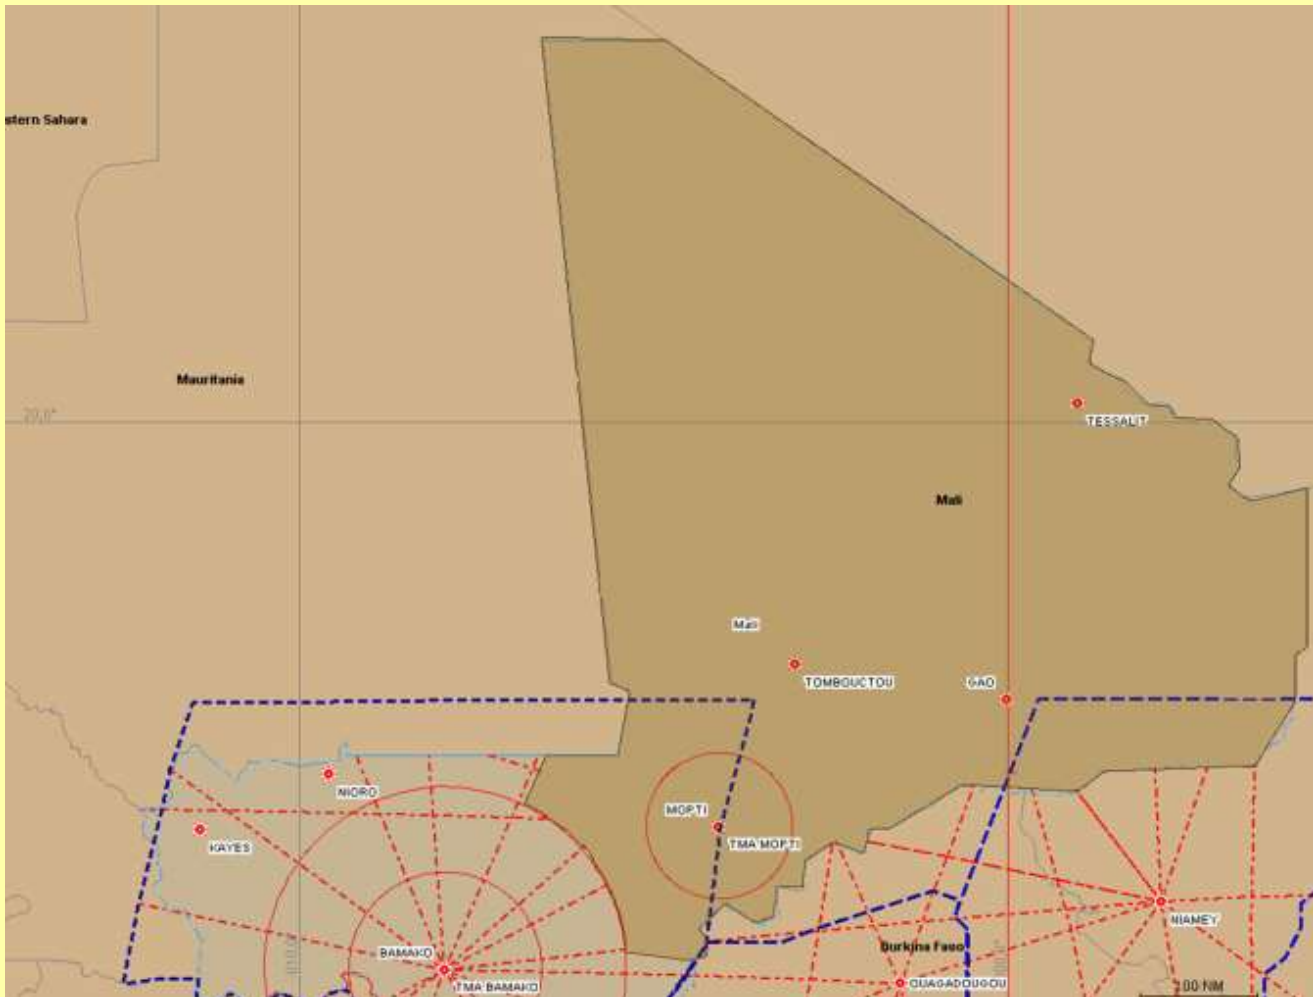 stern Sahara
Mauritania
20,0°
TESSALIT
Mali
Mali
TOMBOUCTOU
GAO
NIORO
MOPTI
TMA MOPTI
KAYES
NIAMEY
BAMAKO
Burkina Faso
TMA BAMAKO
OUAGADOUGOU
100 NM